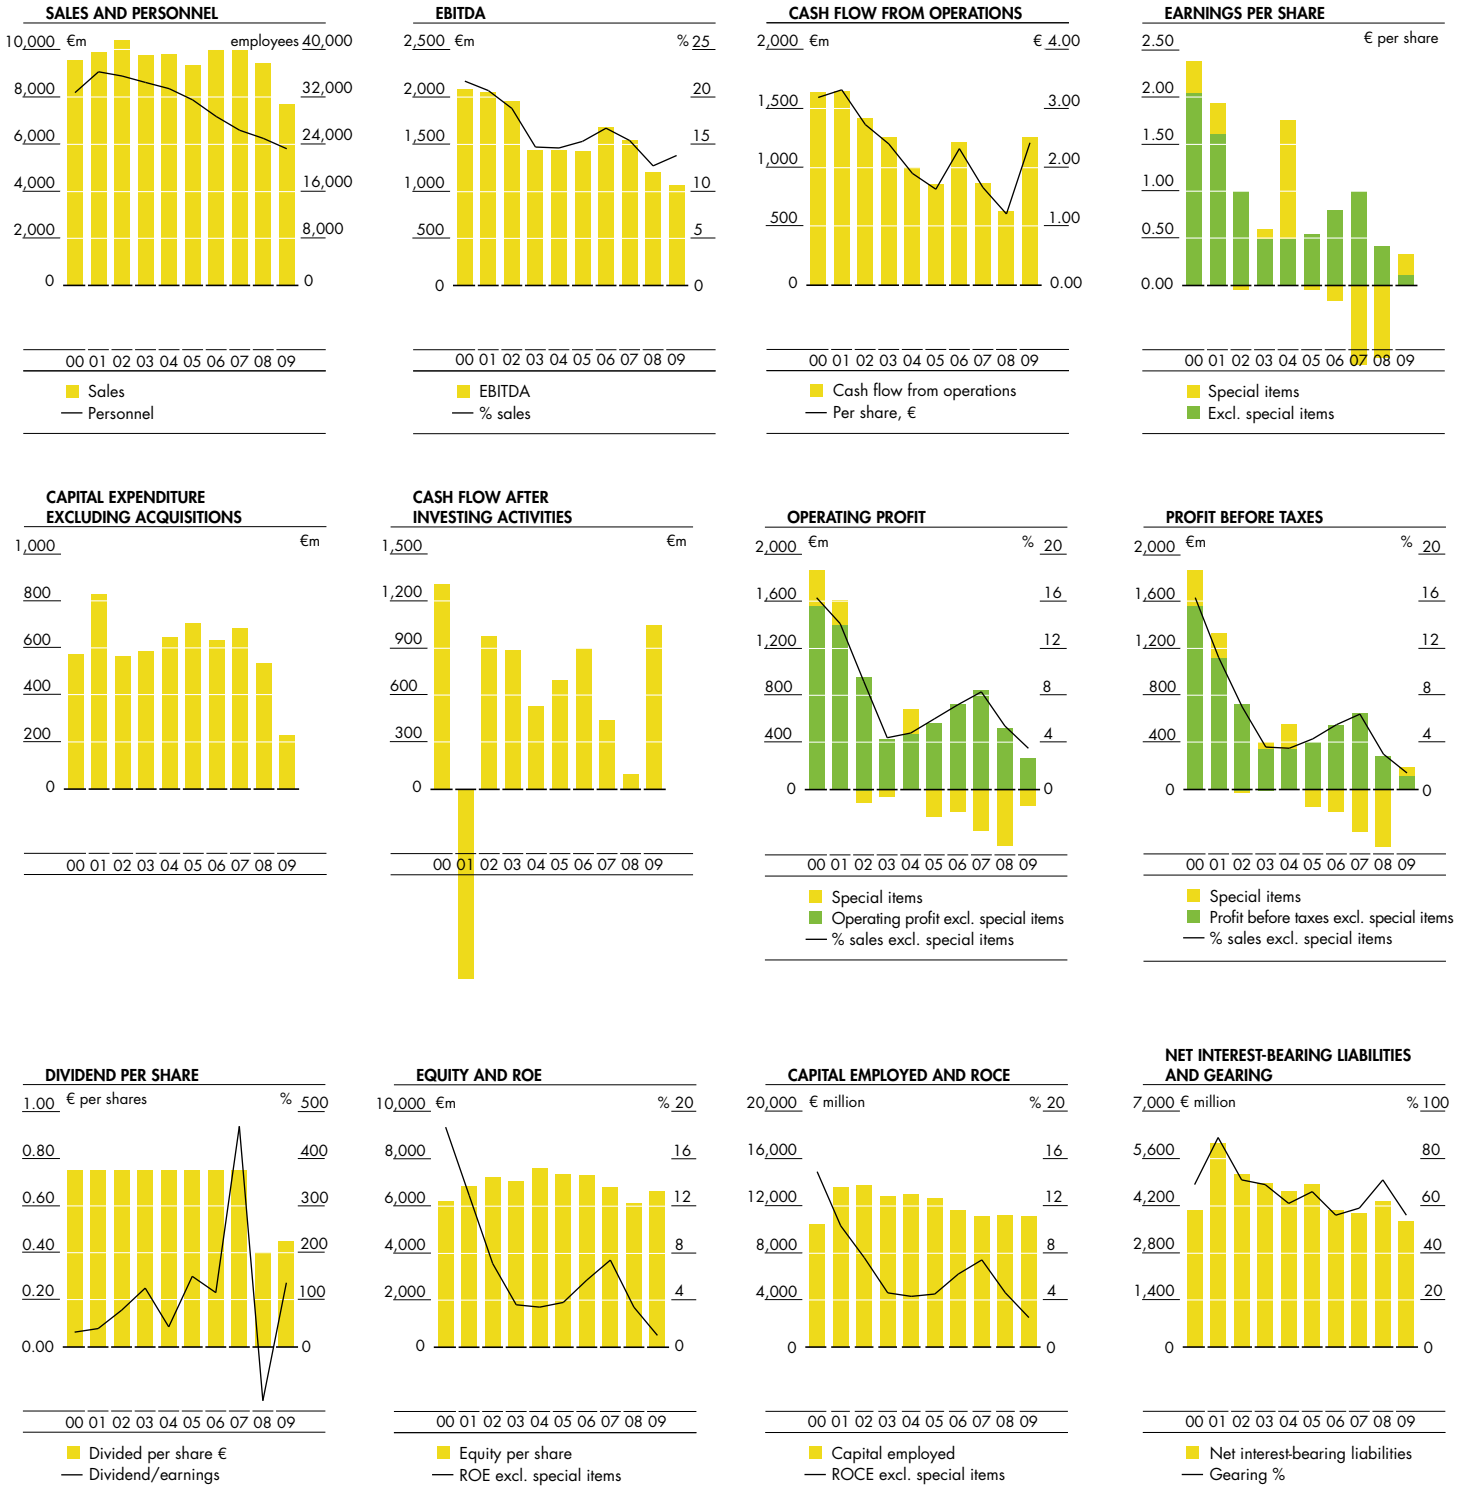 SALES AND PERSONNEL
10,000 €m employees 40,000
8,000 32,000
6,000 24,000
4,000 16,000
2,000 8,000
0 0
00 01 02 03 04 05 06 07 08 09
Sales
Personnel
EBITDA
2,500 €m % 25
2,000 20
1,500 15
1,000 10
500 5
0 0
00 01 02 03 04 05 06 07 08 09
EBITDA
% sales
CASH FLOW FROM OPERATIONS
2,000 €m € 4.00
1,500 3.00
1,000 2.00
500 1.00
0 0.00
00 01 02 03 04 05 06 07 08 09
Cash flow from operations
Per share, €
EARNINGS PER SHARE
2.50 € per share
2.00
1.50
1.00
0.50
0.00
00 01 02 03 04 05 06 07 08 09
Special items
Excl. special items
CAPITAL EXPENDITURE
EXCLUDING ACQUISITIONS
1,000 €m
800
600
400
200
0
00 01 02 03 04 05 06 07 08 09
CASH FLOW AFTER
INVESTING ACTIVITIES
1,500 €m
1,200
900
600
300
0
00 01 02 03 04 05 06 07 08 09
OPERATING PROFIT
2,000 €m % 20
1,600 16
1,200 12
800 8
400 4
0 0
00 01 02 03 04 05 06 07 08 09
Special items
Operating profit excl. special items
% sales excl. special items
PROFIT BEFORE TAXES
2,000 €m % 20
1,600 16
1,200 12
800 8
400 4
0 0
00 01 02 03 04 05 06 07 08 09
Special items
Profit before taxes excl. special items
% sales excl. special items
DIVIDEND PER SHARE
1.00 € per shares % 500
0.80 400
0.60 300
0.40 200
0.20 100
0.00 0
00 01 02 03 04 05 06 07 08 09
Divided per share €
Dividend/earnings
EQUITY AND ROE
10,000 €m % 20
8,000 16
6,000 12
4,000 8
2,000 4
0 0
00 01 02 03 04 05 06 07 08 09
Equity per share
ROE excl. special items
CAPITAL EMPLOYED AND ROCE
20,000 € million % 20
16,000 16
12,000 12
8,000 8
4,000 4
0 0
00 01 02 03 04 05 06 07 08 09
Capital employed
ROCE excl. special items
NET INTEREST-BEARING LIABILITIES
AND GEARING
7,000 € million % 100
5,600 80
4,200 60
2,800 40
1,400 20
0 0
00 01 02 03 04 05 06 07 08 09
Net interest-bearing liabilities
Gearing %